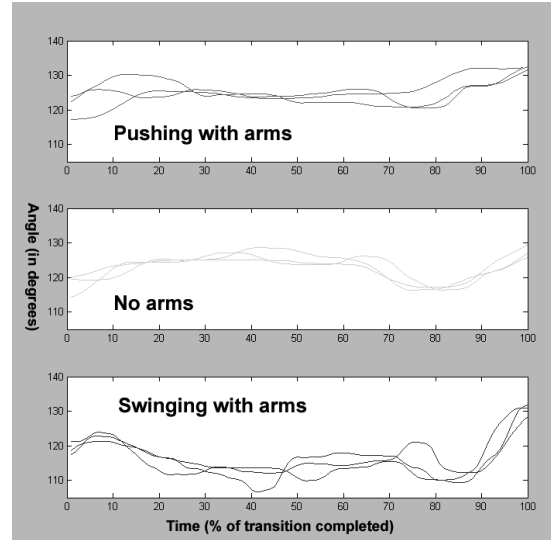 140
130
120
110
0 10 20 30 40 50 60 70 80 90 100
Pushing with arms
140
130
120
110
0 10 20 30 40 50 60 70 80 90 100
No arms
140
130
120
110
0 10 20 30 40 50 60 70 80 90 100
Swinging with arms
Angle (in degrees)
Time (% of transition completed)